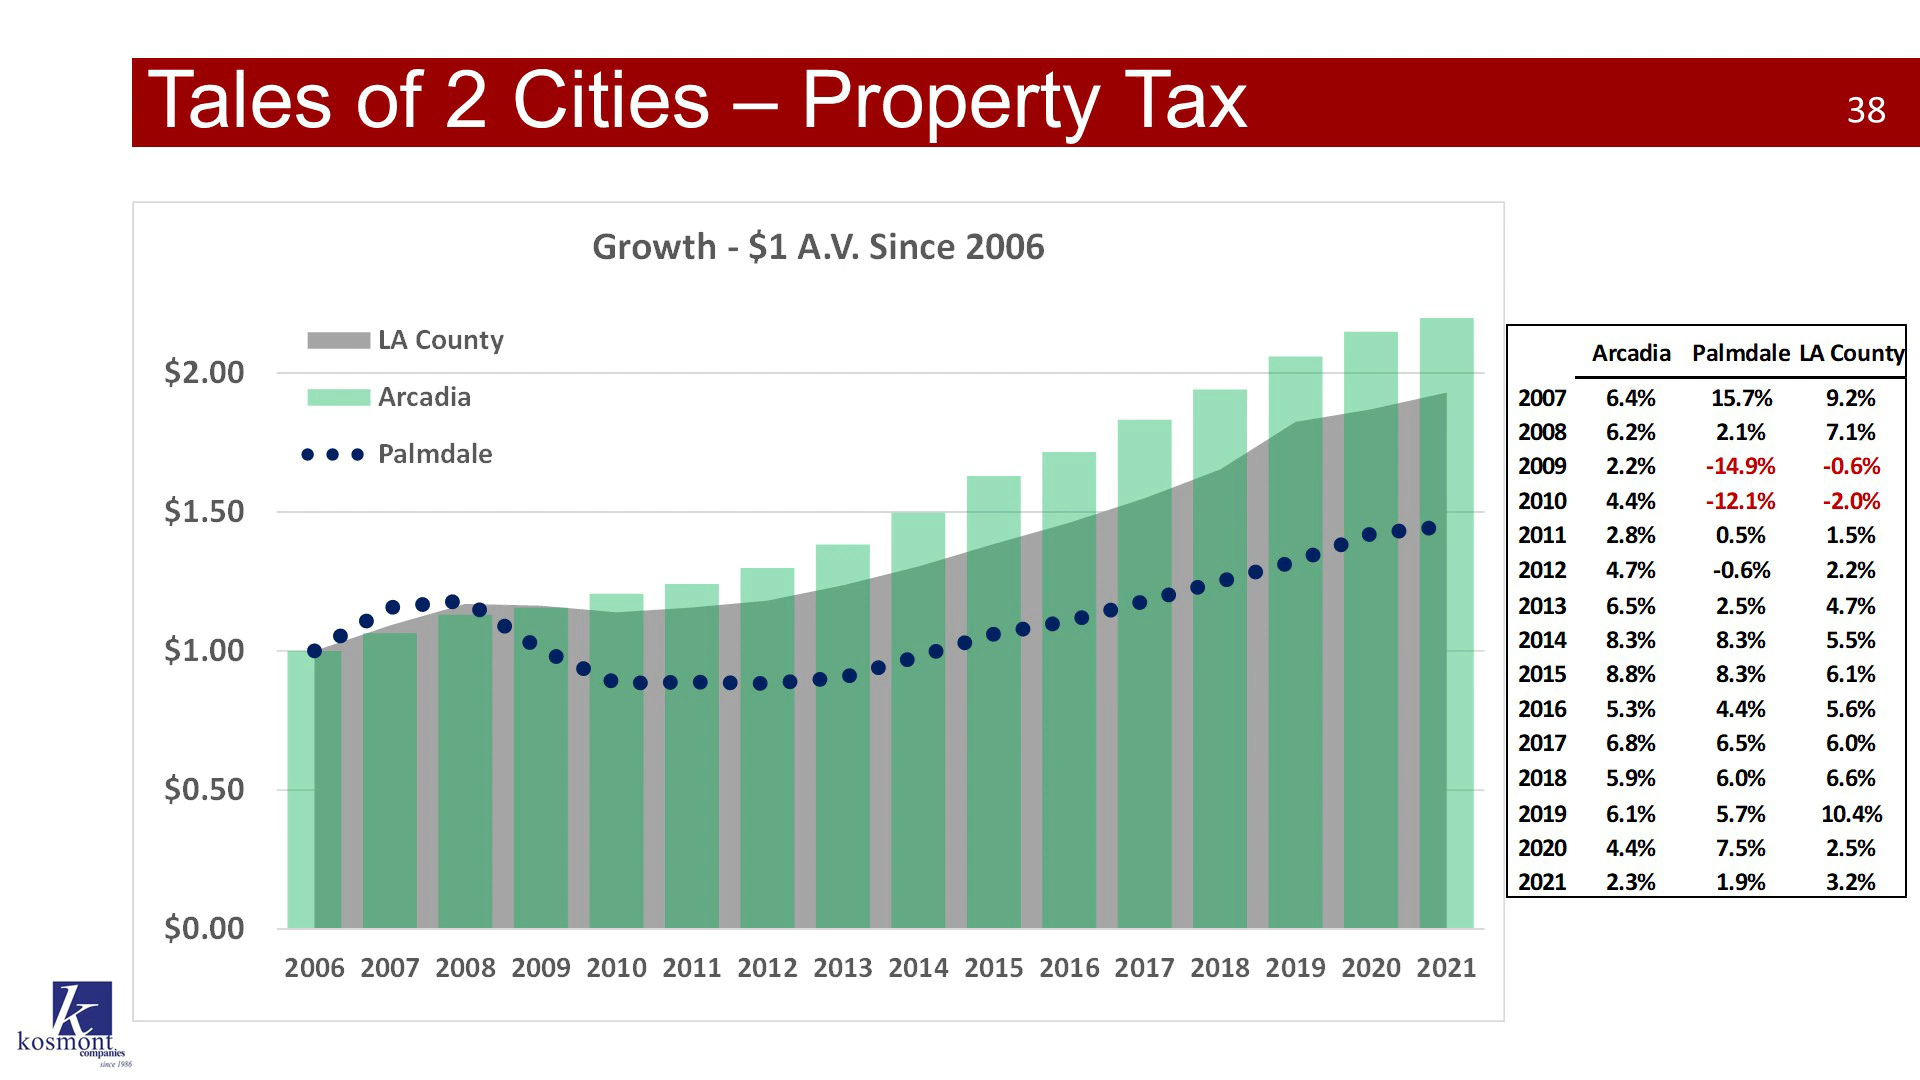 Tales of 2 Cities – Property Tax
38
Growth - $1 A.V. Since 2006
LA County
Arcadia
Palmdale
$2.00
$1.50
$1.00
$0.50
$0.00
2006 2007 2008 2009 2010 2011 2012 2013 2014 2015 2016 2017 2018 2019 2020 2021
Arcadia Palmdale LA County
2007 6.4% 15.7% 9.2%
2008 6.2% 2.1% 7.1%
2009 2.2% -14.9% -0.6%
2010 4.4% -12.1% -2.0%
2011 2.8% 0.5% 1.5%
2012 4.7% -0.6% 2.2%
2013 6.5% 2.5% 4.7%
2014 8.3% 8.3% 5.5%
2015 8.8% 8.3% 6.1%
2016 5.3% 4.4% 5.6%
2017 6.8% 6.5% 6.0%
2018 5.9% 6.0% 6.6%
2019 6.1% 5.7% 10.4%
2020 4.4% 7.5% 2.5%
2021 2.3% 1.9% 3.2%
k
kosmont
companies
since 1986